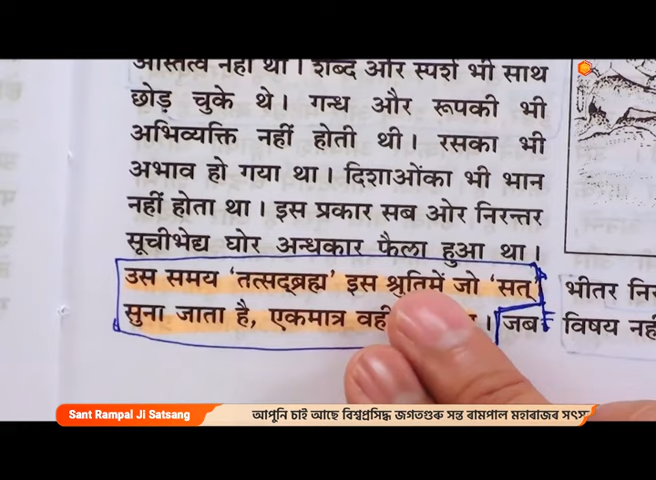 अस्तित्व नहीं था। शब्द और स्पर्श भी साथ
छोड़ चुके थे। गन्ध और रूपकी भी
अभिव्यक्ति नहीं होती थी। रसका भी
अभाव हो गया था। दिशाओंका भी भान
नहीं होता था। इस प्रकार सब ओर निरन्तर
सूचीभेद्य घोर अन्धकार फैला हुआ था।
उस समय ‘तत्सद्ब्रह्म’ इस श्रुतिमें जो ‘सत्’
सुना जाता है, एकमात्र वही । जब
भीतर
विषय
Sant Rampal Ji Satsang
আপুনি চাই আছে বিশ্বপ্ৰসিদ্ধ জগতগুৰু সন্ত ৰামপাল মহাৰাজৰ